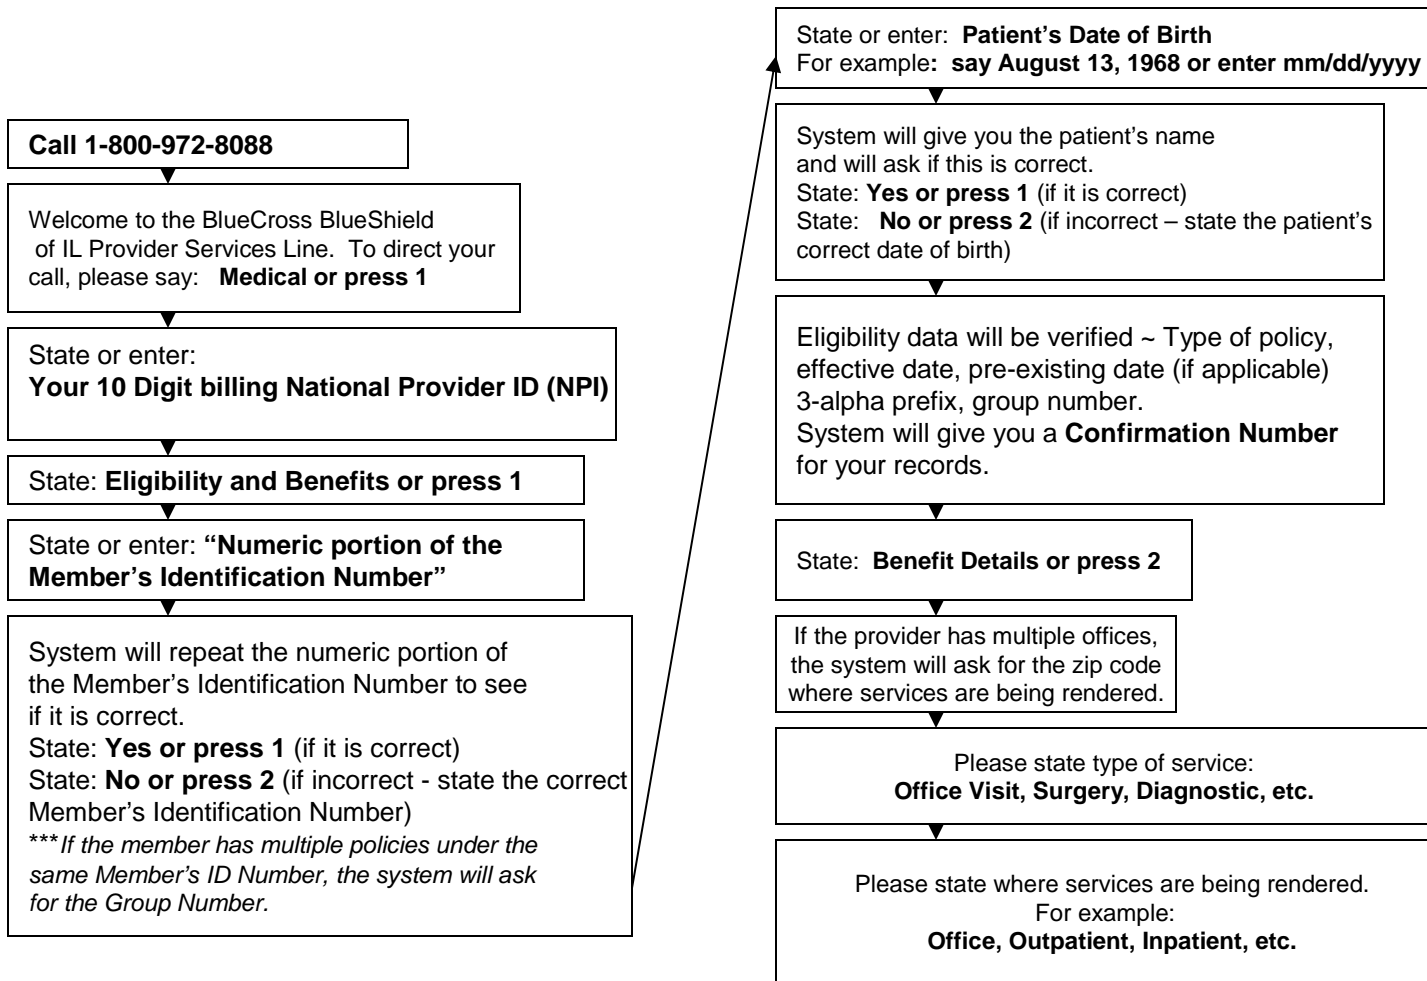 Call 1-800-972-8088
Welcome to the BlueCross BlueShield
of IL Provider Services Line. To direct your
call, please say: Medical or press 1
State or enter:
Your 10 Digit billing National Provider ID (NPI)
State: Eligibility and Benefits or press 1
State or enter: “Numeric portion of the
Member’s Identification Number”
System will repeat the numeric portion of
the Member’s Identification Number to see
if it is correct.
State: Yes or press 1 (if it is correct)
State: No or press 2 (if incorrect - state the correct
Member’s Identification Number)
***If the member has multiple policies under the
same Member’s ID Number, the system will ask
for the Group Number.
State or enter: Patient’s Date of Birth
For example: say August 13, 1968 or enter mm/dd/yyyy
System will give you the patient’s name
and will ask if this is correct.
State: Yes or press 1 (if it is correct)
State: No or press 2 (if incorrect – state the patient’s
correct date of birth)
Eligibility data will be verified ~ Type of policy,
effective date, pre-existing date (if applicable)
3-alpha prefix, group number.
System will give you a Confirmation Number
for your records.
State: Benefit Details or press 2
If the provider has multiple offices,
the system will ask for the zip code
where services are being rendered.
Please state type of service:
Office Visit, Surgery, Diagnostic, etc.
Please state where services are being rendered.
For example:
Office, Outpatient, Inpatient, etc.